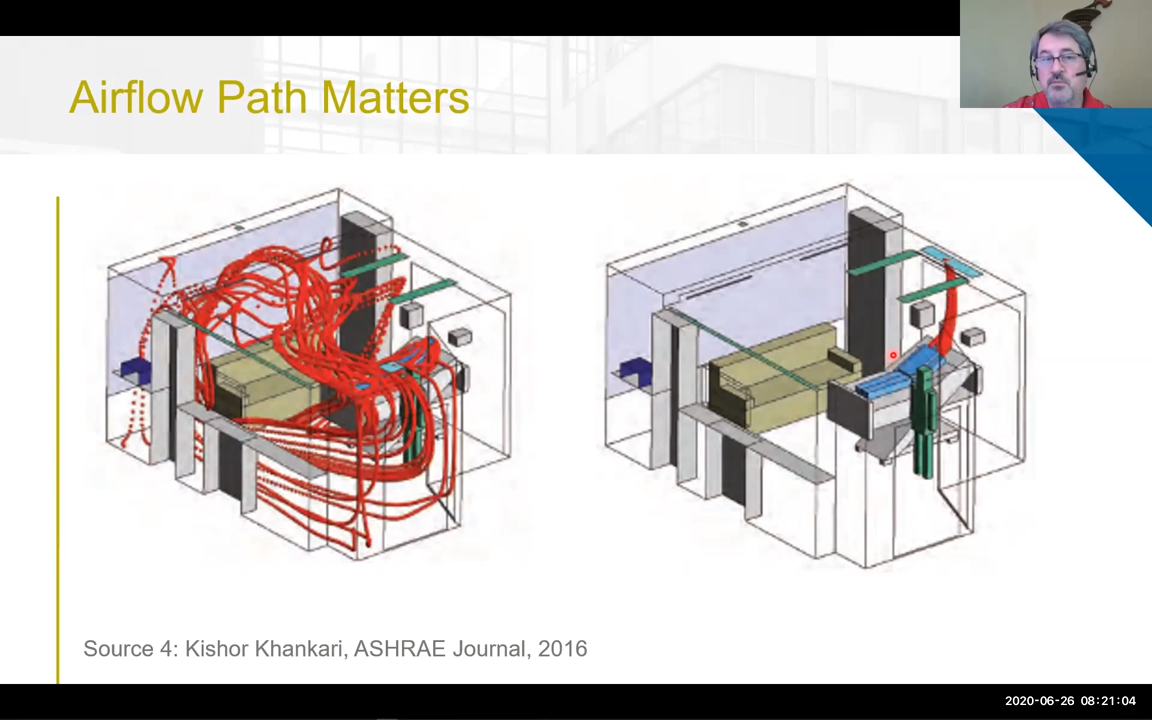 Airflow Path Matters
Source 4: Kishor Khankari, ASHRAE Journal, 2016
2020-06-26 08:21:04